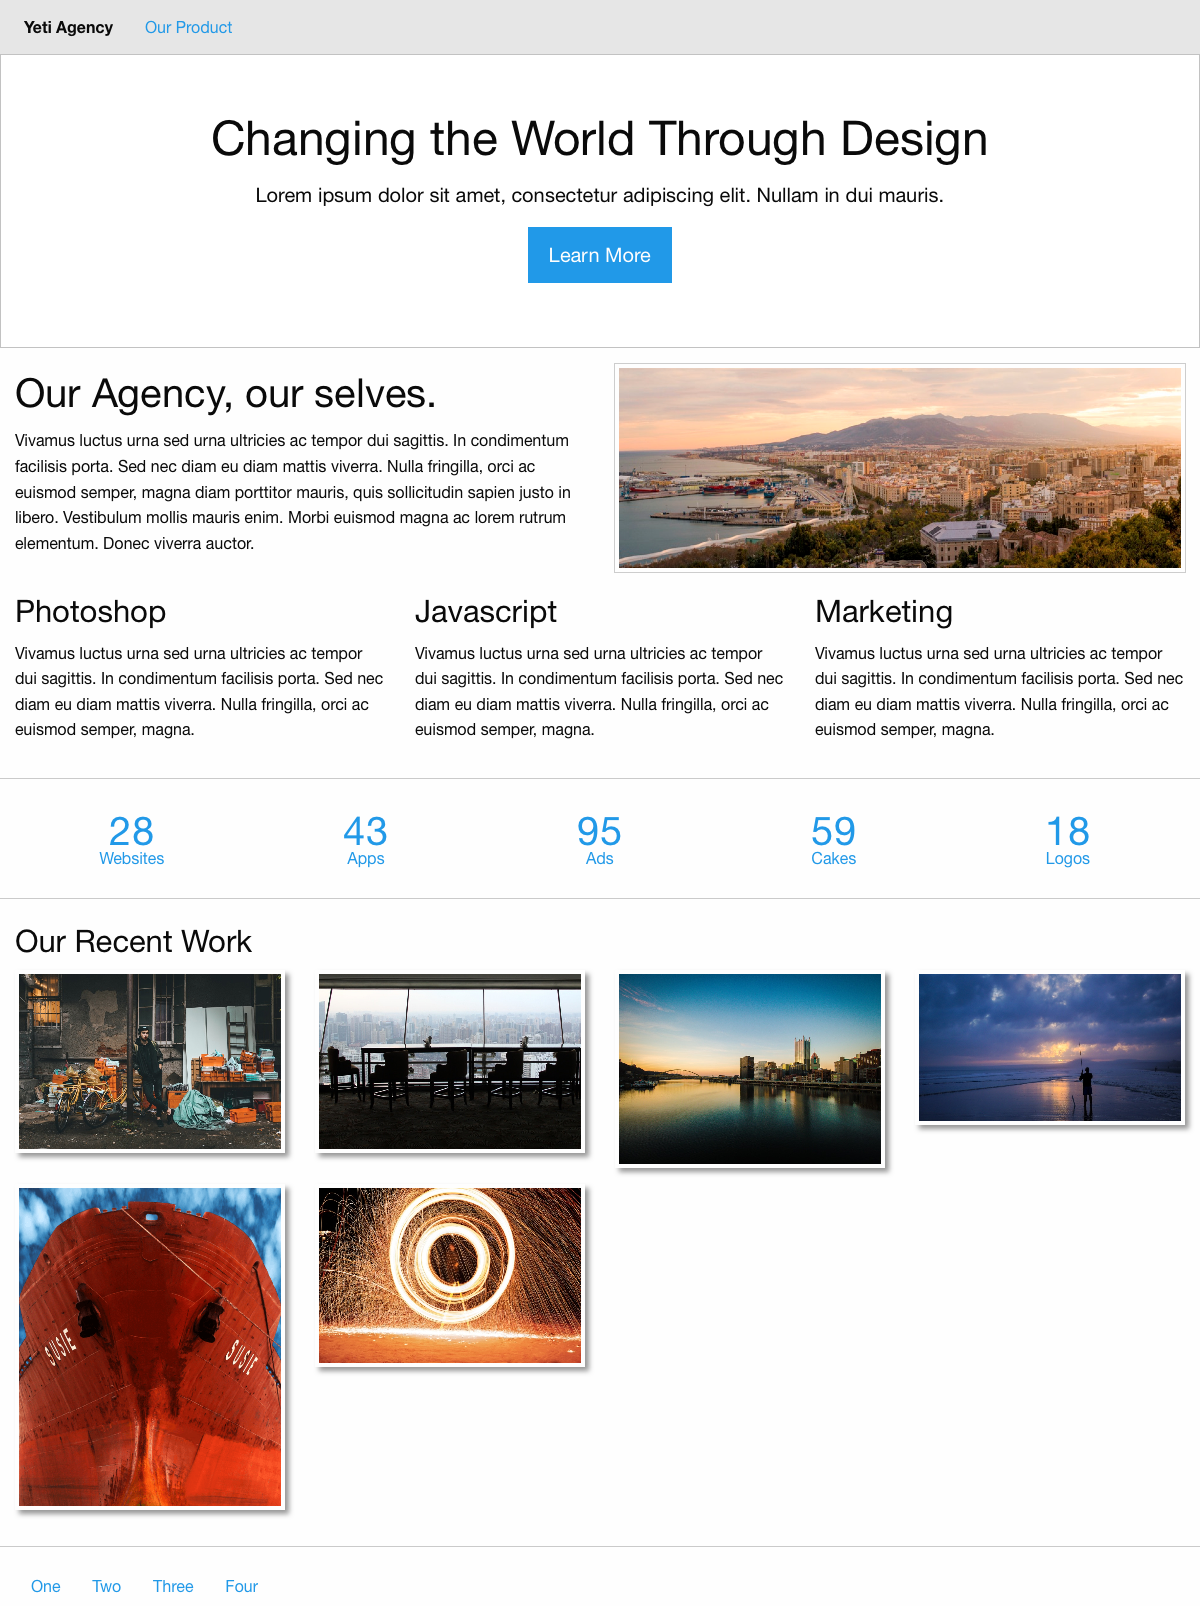 Yeti Agency Our Product
Changing the World Through Design
Lorem ipsum dolor sit amet, consectetur adipiscing elit. Nullam in dui mauris.
Learn More
Our Agency, our selves.
Vivamus luctus urna sed urna ultricies ac tempor dui sagittis. In condimentum
facilisis porta. Sed nec diam eu diam mattis viverra. Nulla fringilla, orci ac
euismod semper, magna diam porttitor mauris, quis sollicitudin sapien justo in
libero. Vestibulum mollis mauris enim. Morbi euismod magna ac lorem rutrum
elementum. Donec viverra auctor.
Photoshop
Vivamus luctus urna sed urna ultricies ac tempor
dui sagittis. In condimentum facilisis porta. Sed nec
diam eu diam mattis viverra. Nulla fringilla, orci ac
euismod semper, magna.
Javascript
Vivamus luctus urna sed urna ultricies ac tempor
dui sagittis. In condimentum facilisis porta. Sed nec
diam eu diam mattis viverra. Nulla fringilla, orci ac
euismod semper, magna.
Marketing
Vivamus luctus urna sed urna ultricies ac tempor
dui sagittis. In condimentum facilisis porta. Sed nec
diam eu diam mattis viverra. Nulla fringilla, orci ac
euismod semper, magna.
28
Websites
43
Apps
95
Ads
59
Cakes
18
Logos
Our Recent Work
SUSIE
SUSIE
One Two Three Four